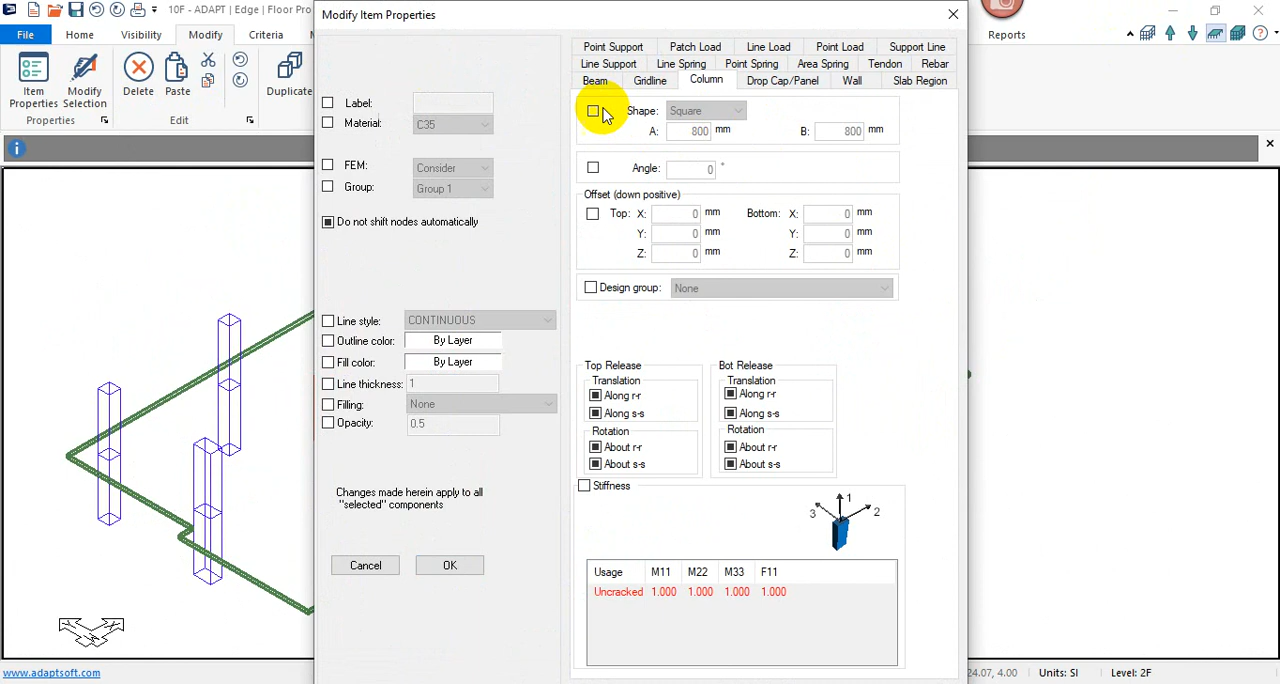 10F - ADAPT | Edge | Floor Pro
Modify Item Properties
File
Home
Visibility
Modify
Criteria
Reports
Item Properties
Modify Selection
Delete
Paste
Duplicate
Properties
Edit
Point Support
Patch Load
Line Load
Point Load
Support Line
Line Support
Line Spring
Point Spring
Area Spring
Tendon
Rebar
Beam
Gridline
Column
Drop Cap/Panel
Wall
Slab Region
Label:
Material: C35
FEM: Consider
Group: Group 1
Do not shift nodes automatically
Line style: CONTINUOUS
Outline color: By Layer
Fill color: By Layer
Line thickness: 1
Filling: None
Opacity: 0.5
Changes made herein apply to all
"selected" components
Cancel
OK
Shape: Square
A: 800 mm B: 800 mm
Angle: 0 °
Offset (down positive)
Top: X: 0 mm Bottom: X: 0 mm
Y: 0 mm Y: 0 mm
Z: 0 mm Z: 0 mm
Design group: None
Top Release
Translation
Along r-r
Along s-s
Rotation
About r-r
About s-s
Bot Release
Translation
Along r-r
Along s-s
Rotation
About r-r
About s-s
Stiffness
1
2
3
Usage M11 M22 M33 F11
Uncracked 1.000 1.000 1.000 1.000
www.adaptsoft.com
24.07, 4.00
Units: SI
Level: 2F